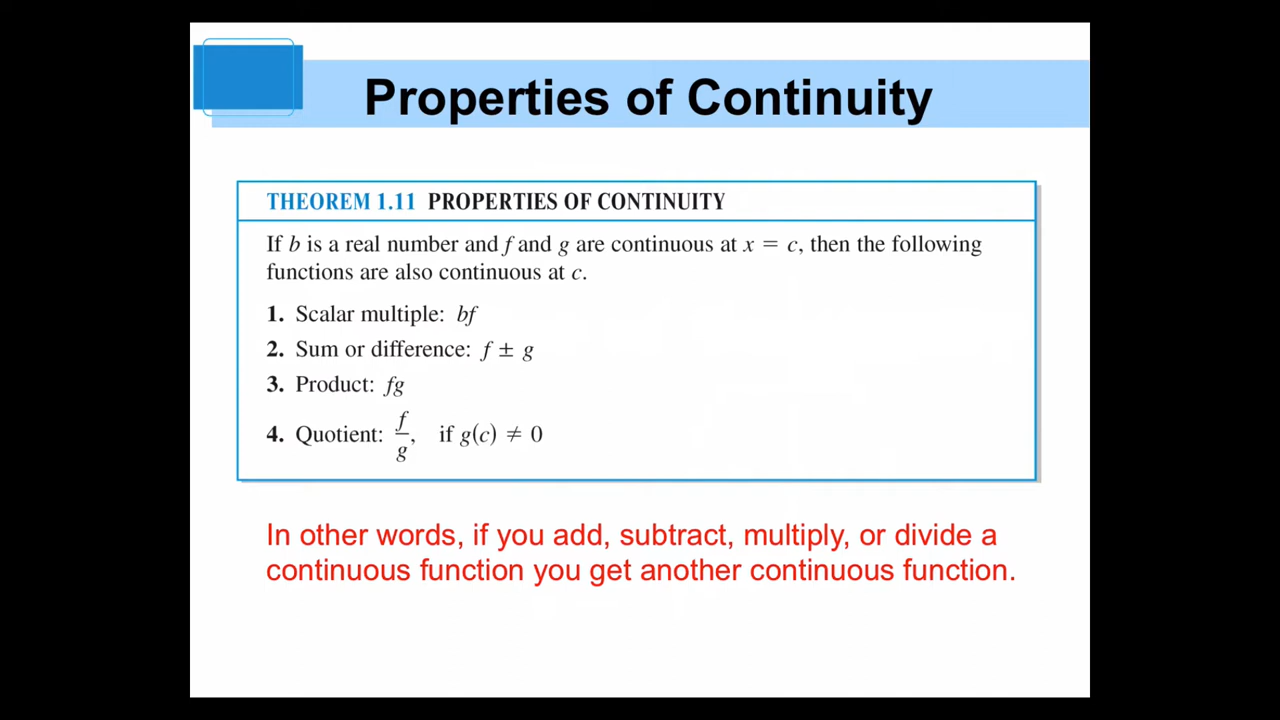 Properties of Continuity
THEOREM 1.11 PROPERTIES OF CONTINUITY
If b is a real number and f and g are continuous at x = c, then the following
functions are also continuous at c.
1. Scalar multiple: bf
2. Sum or difference: f ± g
3. Product: fg
4. Quotient: f/g, if g(c) ≠ 0
In other words, if you add, subtract, multiply, or divide a
continuous function you get another continuous function.